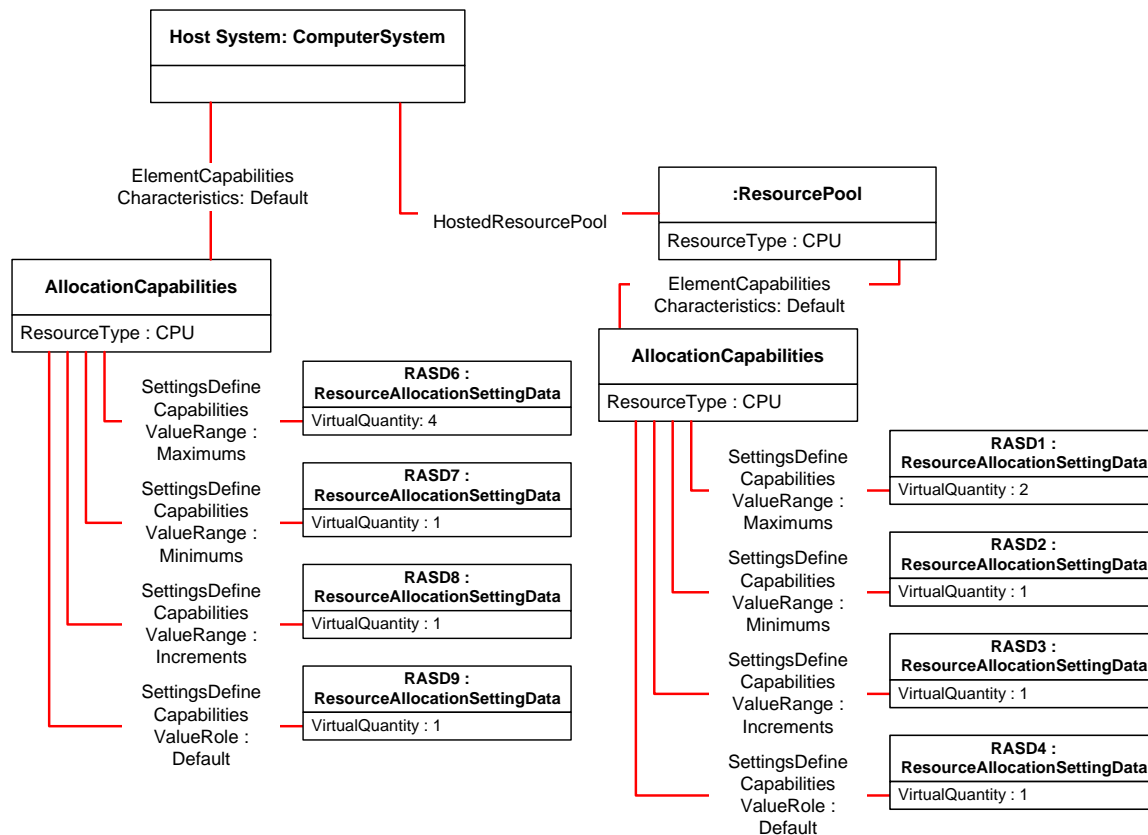 Host System: ComputerSystem
ElementCapabilities
Characteristics: Default
HostedResourcePool
:ResourcePool
ResourceType : CPU
ElementCapabilities
Characteristics: Default
AllocationCapabilities
ResourceType : CPU
SettingsDefine
Capabilities
ValueRange :
Maximums
RASD6 :
ResourceAllocationSettingData
VirtualQuantity: 4
SettingsDefine
Capabilities
ValueRange :
Minimums
RASD7 :
ResourceAllocationSettingData
VirtualQuantity : 1
SettingsDefine
Capabilities
ValueRange :
Increments
RASD8 :
ResourceAllocationSettingData
VirtualQuantity : 1
SettingsDefine
Capabilities
ValueRole :
Default
RASD9 :
ResourceAllocationSettingData
VirtualQuantity : 1
AllocationCapabilities
ResourceType : CPU
SettingsDefine
Capabilities
ValueRange :
Maximums
RASD1 :
ResourceAllocationSettingData
VirtualQuantity : 2
SettingsDefine
Capabilities
ValueRange :
Minimums
RASD2 :
ResourceAllocationSettingData
VirtualQuantity : 1
SettingsDefine
Capabilities
ValueRange :
Increments
RASD3 :
ResourceAllocationSettingData
VirtualQuantity : 1
SettingsDefine
Capabilities
ValueRole :
Default
RASD4 :
ResourceAllocationSettingData
VirtualQuantity : 1